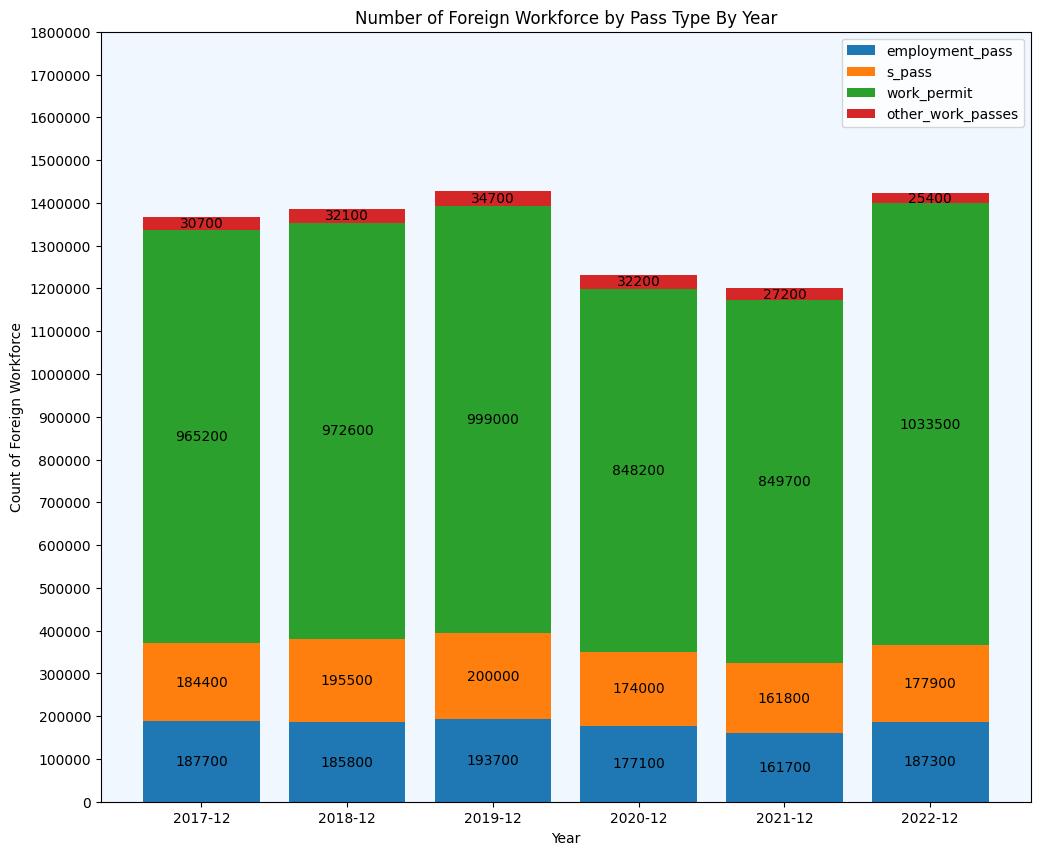 Number of Foreign Workforce by Pass Type By Year
employment_pass
s_pass
work_permit
other_work_passes
Count of Foreign Workforce
1800000
1700000
1600000
1500000
1400000
1300000
1200000
1100000
1000000
900000
800000
700000
600000
500000
400000
300000
200000
100000
0
30700 32100 34700 32200 27200 25400
965200 972600 999000 848200 849700 1033500
184400 195500 200000 174000 161800 177900
187700 185800 193700 177100 161700 187300
2017-12 2018-12 2019-12 2020-12 2021-12 2022-12
Year